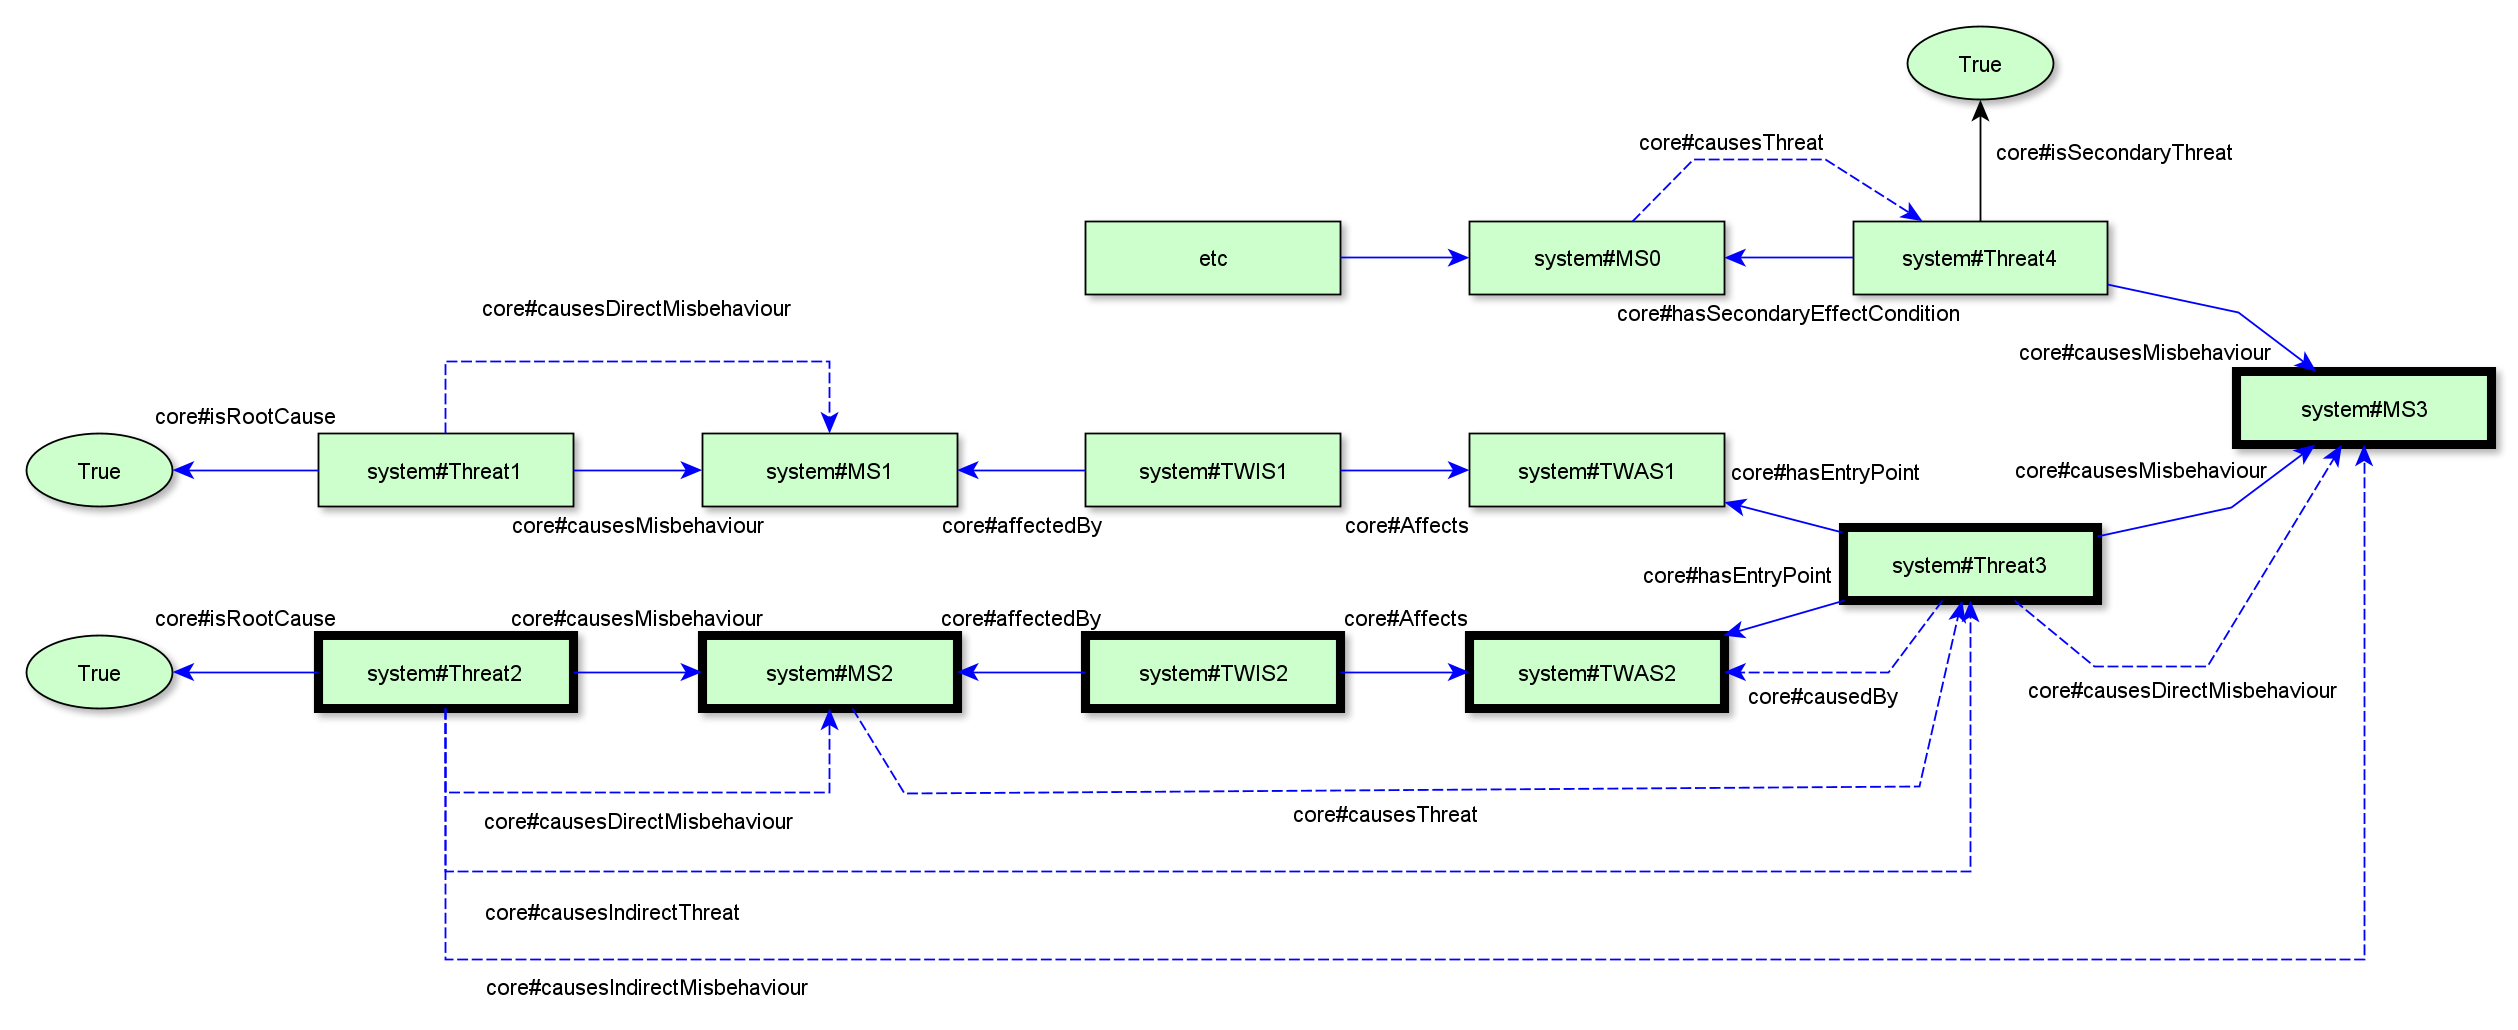 True
core#causesThreat
core#isSecondaryThreat
etc
system#MS0
system#Threat4
core#causesDirectMisbehaviour
core#hasSecondaryEffectCondition
core#causesMisbehaviour
system#MS3
core#isRootCause
True
system#Threat1
system#MS1
system#TWIS1
system#TWAS1
core#hasEntryPoint
core#causesMisbehaviour
core#causesMisbehaviour
core#affectedBy
core#Affects
system#Threat3
core#hasEntryPoint
core#isRootCause
core#causesMisbehaviour
core#affectedBy
core#Affects
True
system#Threat2
system#MS2
system#TWIS2
system#TWAS2
core#causedBy
core#causesDirectMisbehaviour
core#causesDirectMisbehaviour
core#causesThreat
core#causesIndirectThreat
core#causesIndirectMisbehaviour